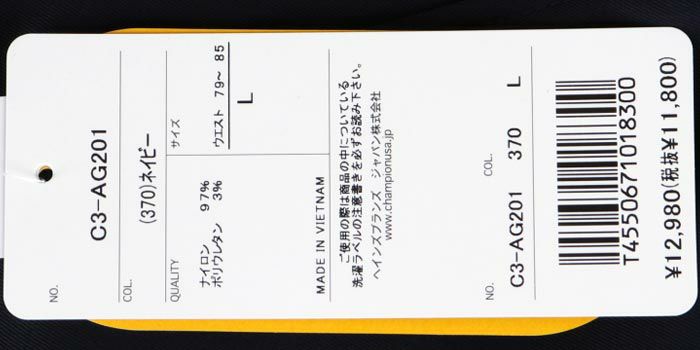 NO. C3-AG201
COL. (370)ネイビー
サイズ
ウエスト 79～ 85
L
QUALITY
ナイロン 97%
ポリウレタン 3%
MADE IN VIETNAM
ご使用の際は商品の中についている
洗濯ラベルの注意書きを必ずお読み下さい。
ヘインズブランズ ジャパン株式会社
www.championusa.jp
NO. COL.
C3-AG201 370 L
T4550671018300
¥12,980(税抜¥11,800)